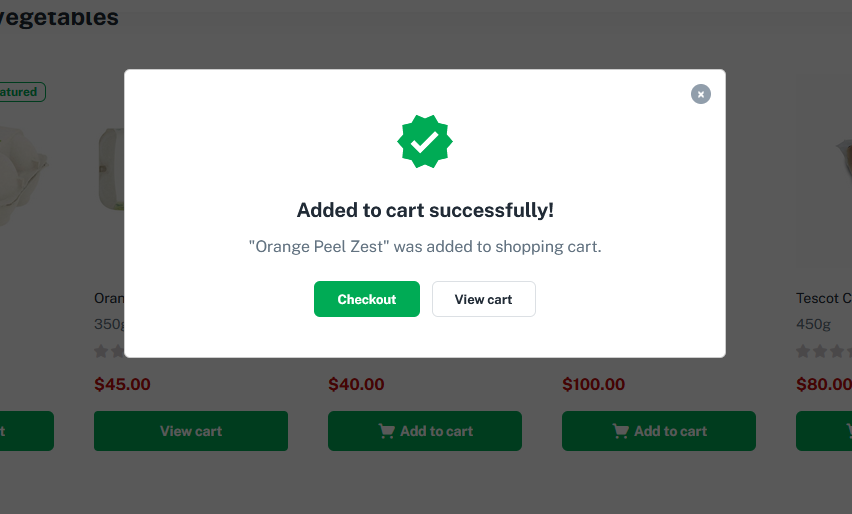 vegetables
atured
Added to cart successfully!
"Orange Peel Zest" was added to shopping cart.
Checkout
View cart
Oran
Tescot C
350g
450g
$45.00
$40.00
$100.00
$80.00
t
View cart
Add to cart
Add to cart